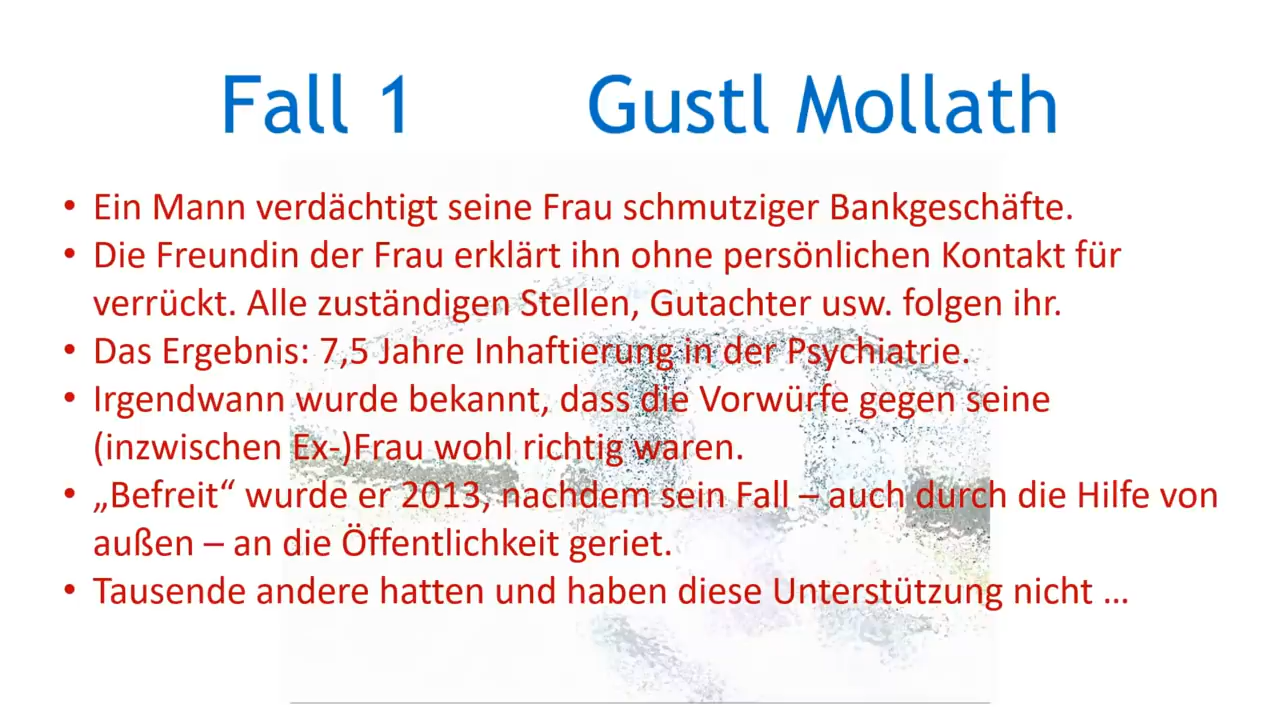 Fall 1 Gustl Mollath
• Ein Mann verdächtigt seine Frau schmutziger Bankgeschäfte.
• Die Freundin der Frau erklärt ihn ohne persönlichen Kontakt für
verrückt. Alle zuständigen Stellen, Gutachter usw. folgen ihr.
• Das Ergebnis: 7,5 Jahre Inhaftierung in der Psychiatrie.
• Irgendwann wurde bekannt, dass die Vorwürfe gegen seine
(inzwischen Ex-)Frau wohl richtig waren.
• „Befreit“ wurde er 2013, nachdem sein Fall – auch durch die Hilfe von
außen – an die Öffentlichkeit geriet.
• Tausende andere hatten und haben diese Unterstützung nicht …